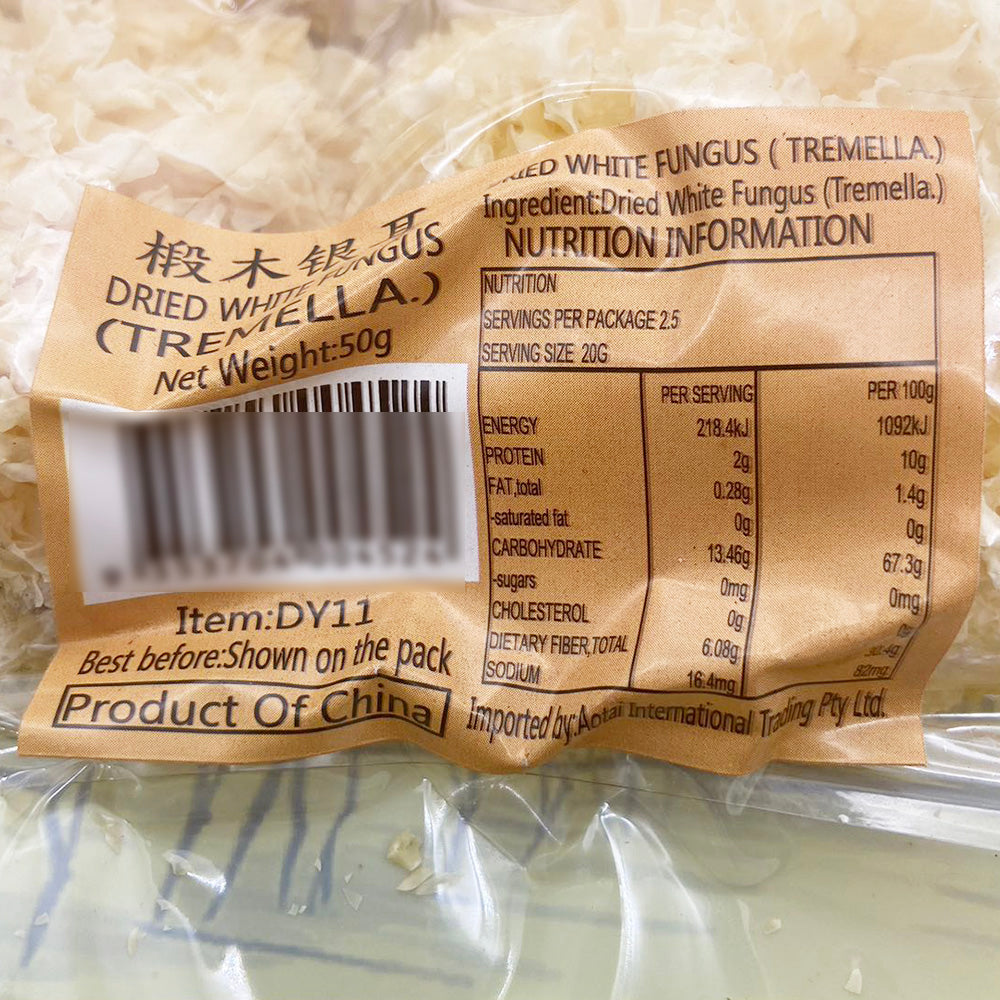 椴木银耳
DRIED WHITE FUNGUS
(TREMELLA.)
Net Weight:50g
Item:DY11
Best before:Shown on the pack
Product Of China
WHITE FUNGUS ( TREMELLA.)
Ingredient:Dried White Fungus (Tremella.)
NUTRITION INFORMATION
NUTRITION
SERVINGS PER PACKAGE 2.5
SERVING SIZE 20G
PER SERVING PER 100g
ENERGY 218.4kJ 1092kJ
PROTEIN 2g 10g
FAT,total 0.28g 1.4g
-saturated fat 0g 0g
CARBOHYDRATE 13.46g 67.3g
-sugars 0mg 0mg
CHOLESTEROL 0g
DIETARY FIBER,TOTAL 6.08g 30.4g
SODIUM 16.4mg 82mg
Imported by:Aotai International Trading Pty Ltd.